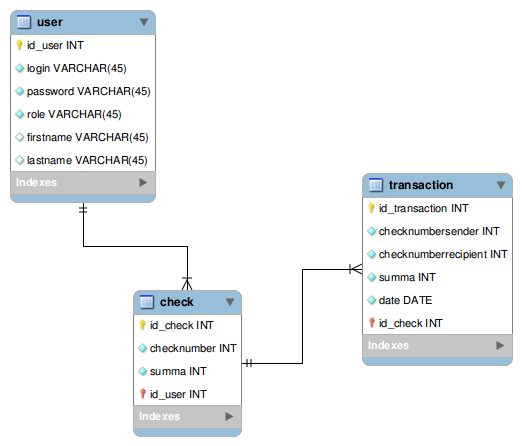 user
id_user INT
login VARCHAR(45)
password VARCHAR(45)
role VARCHAR(45)
firstname VARCHAR(45)
lastname VARCHAR(45)
Indexes
transaction
id_transaction INT
checknumbersender INT
checknumberrecipient INT
summa INT
date DATE
id_check INT
Indexes
check
id_check INT
checknumber INT
summa INT
id_user INT
Indexes